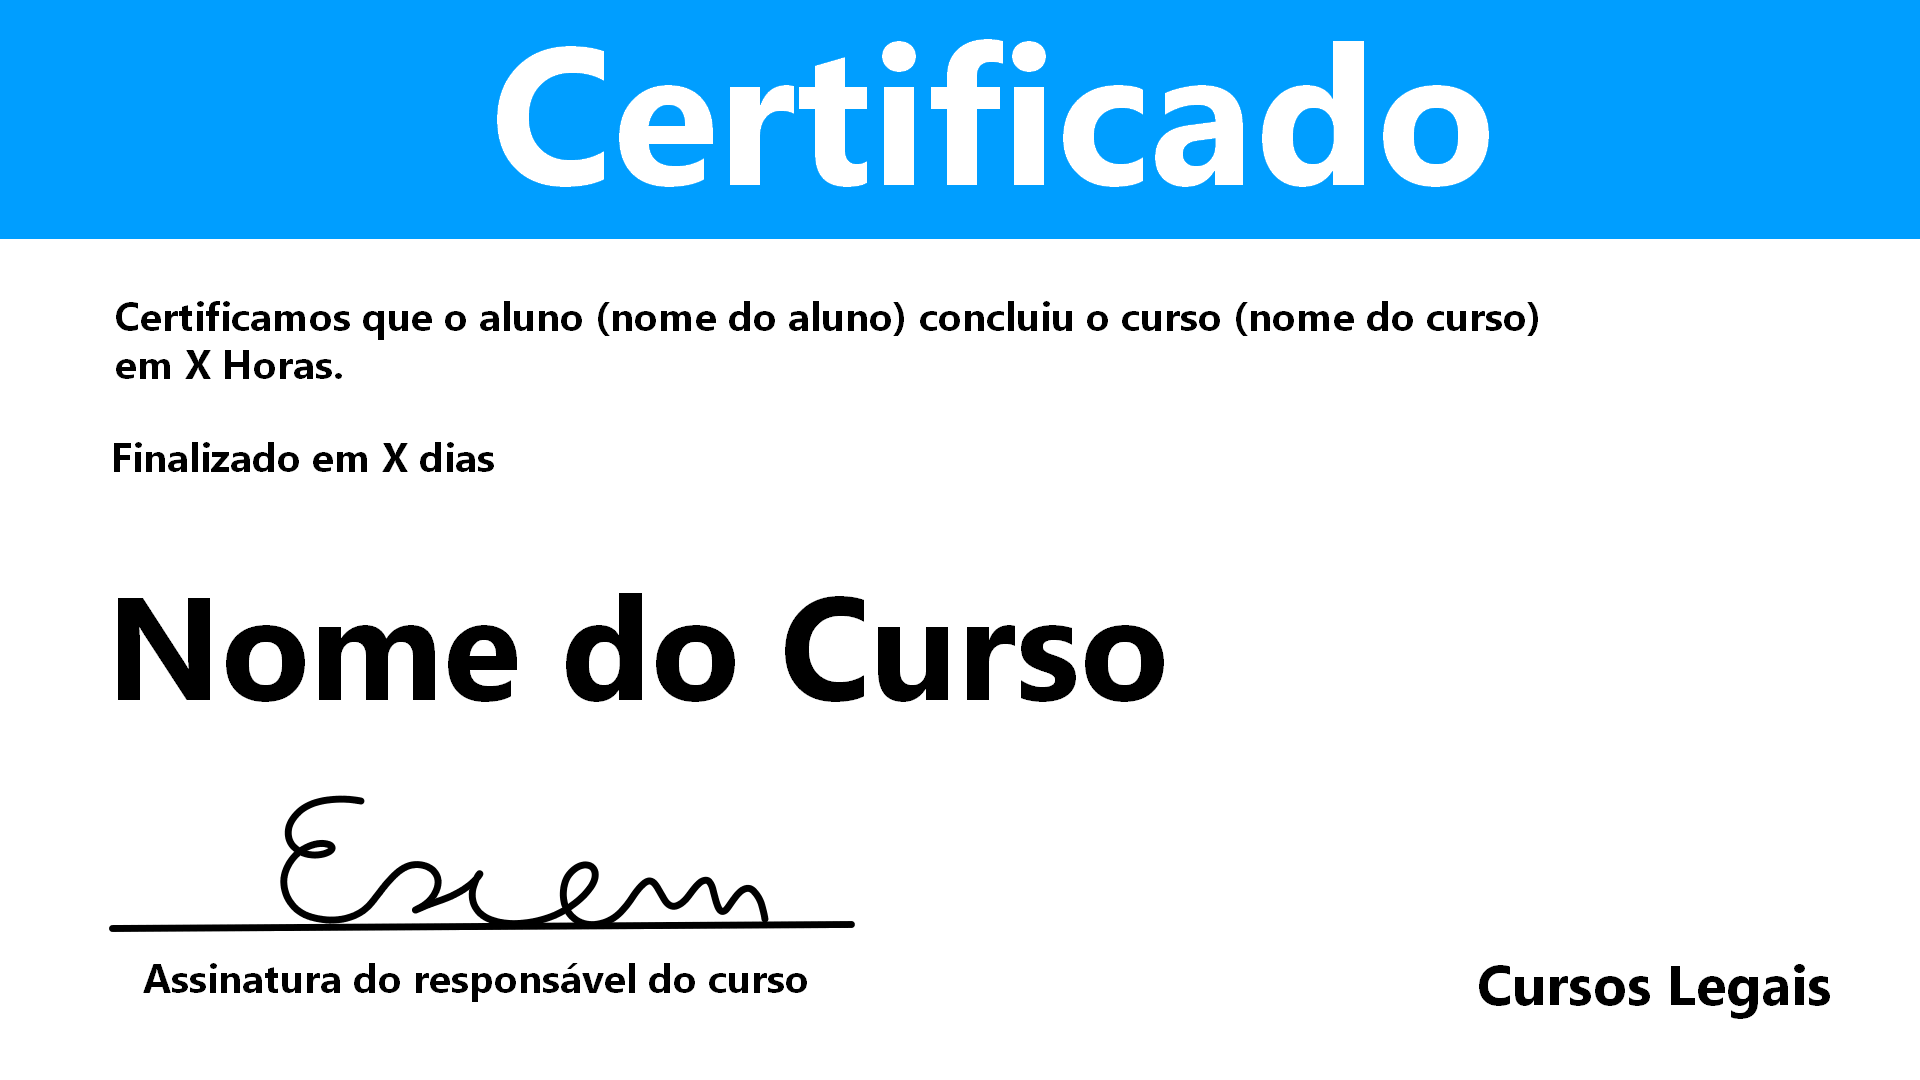 Certificado
Certificamos que o aluno (nome do aluno) concluiu o curso (nome do curso)
em X Horas.
Finalizado em X dias
Nome do Curso
Assinatura do responsável do curso
Cursos Legais